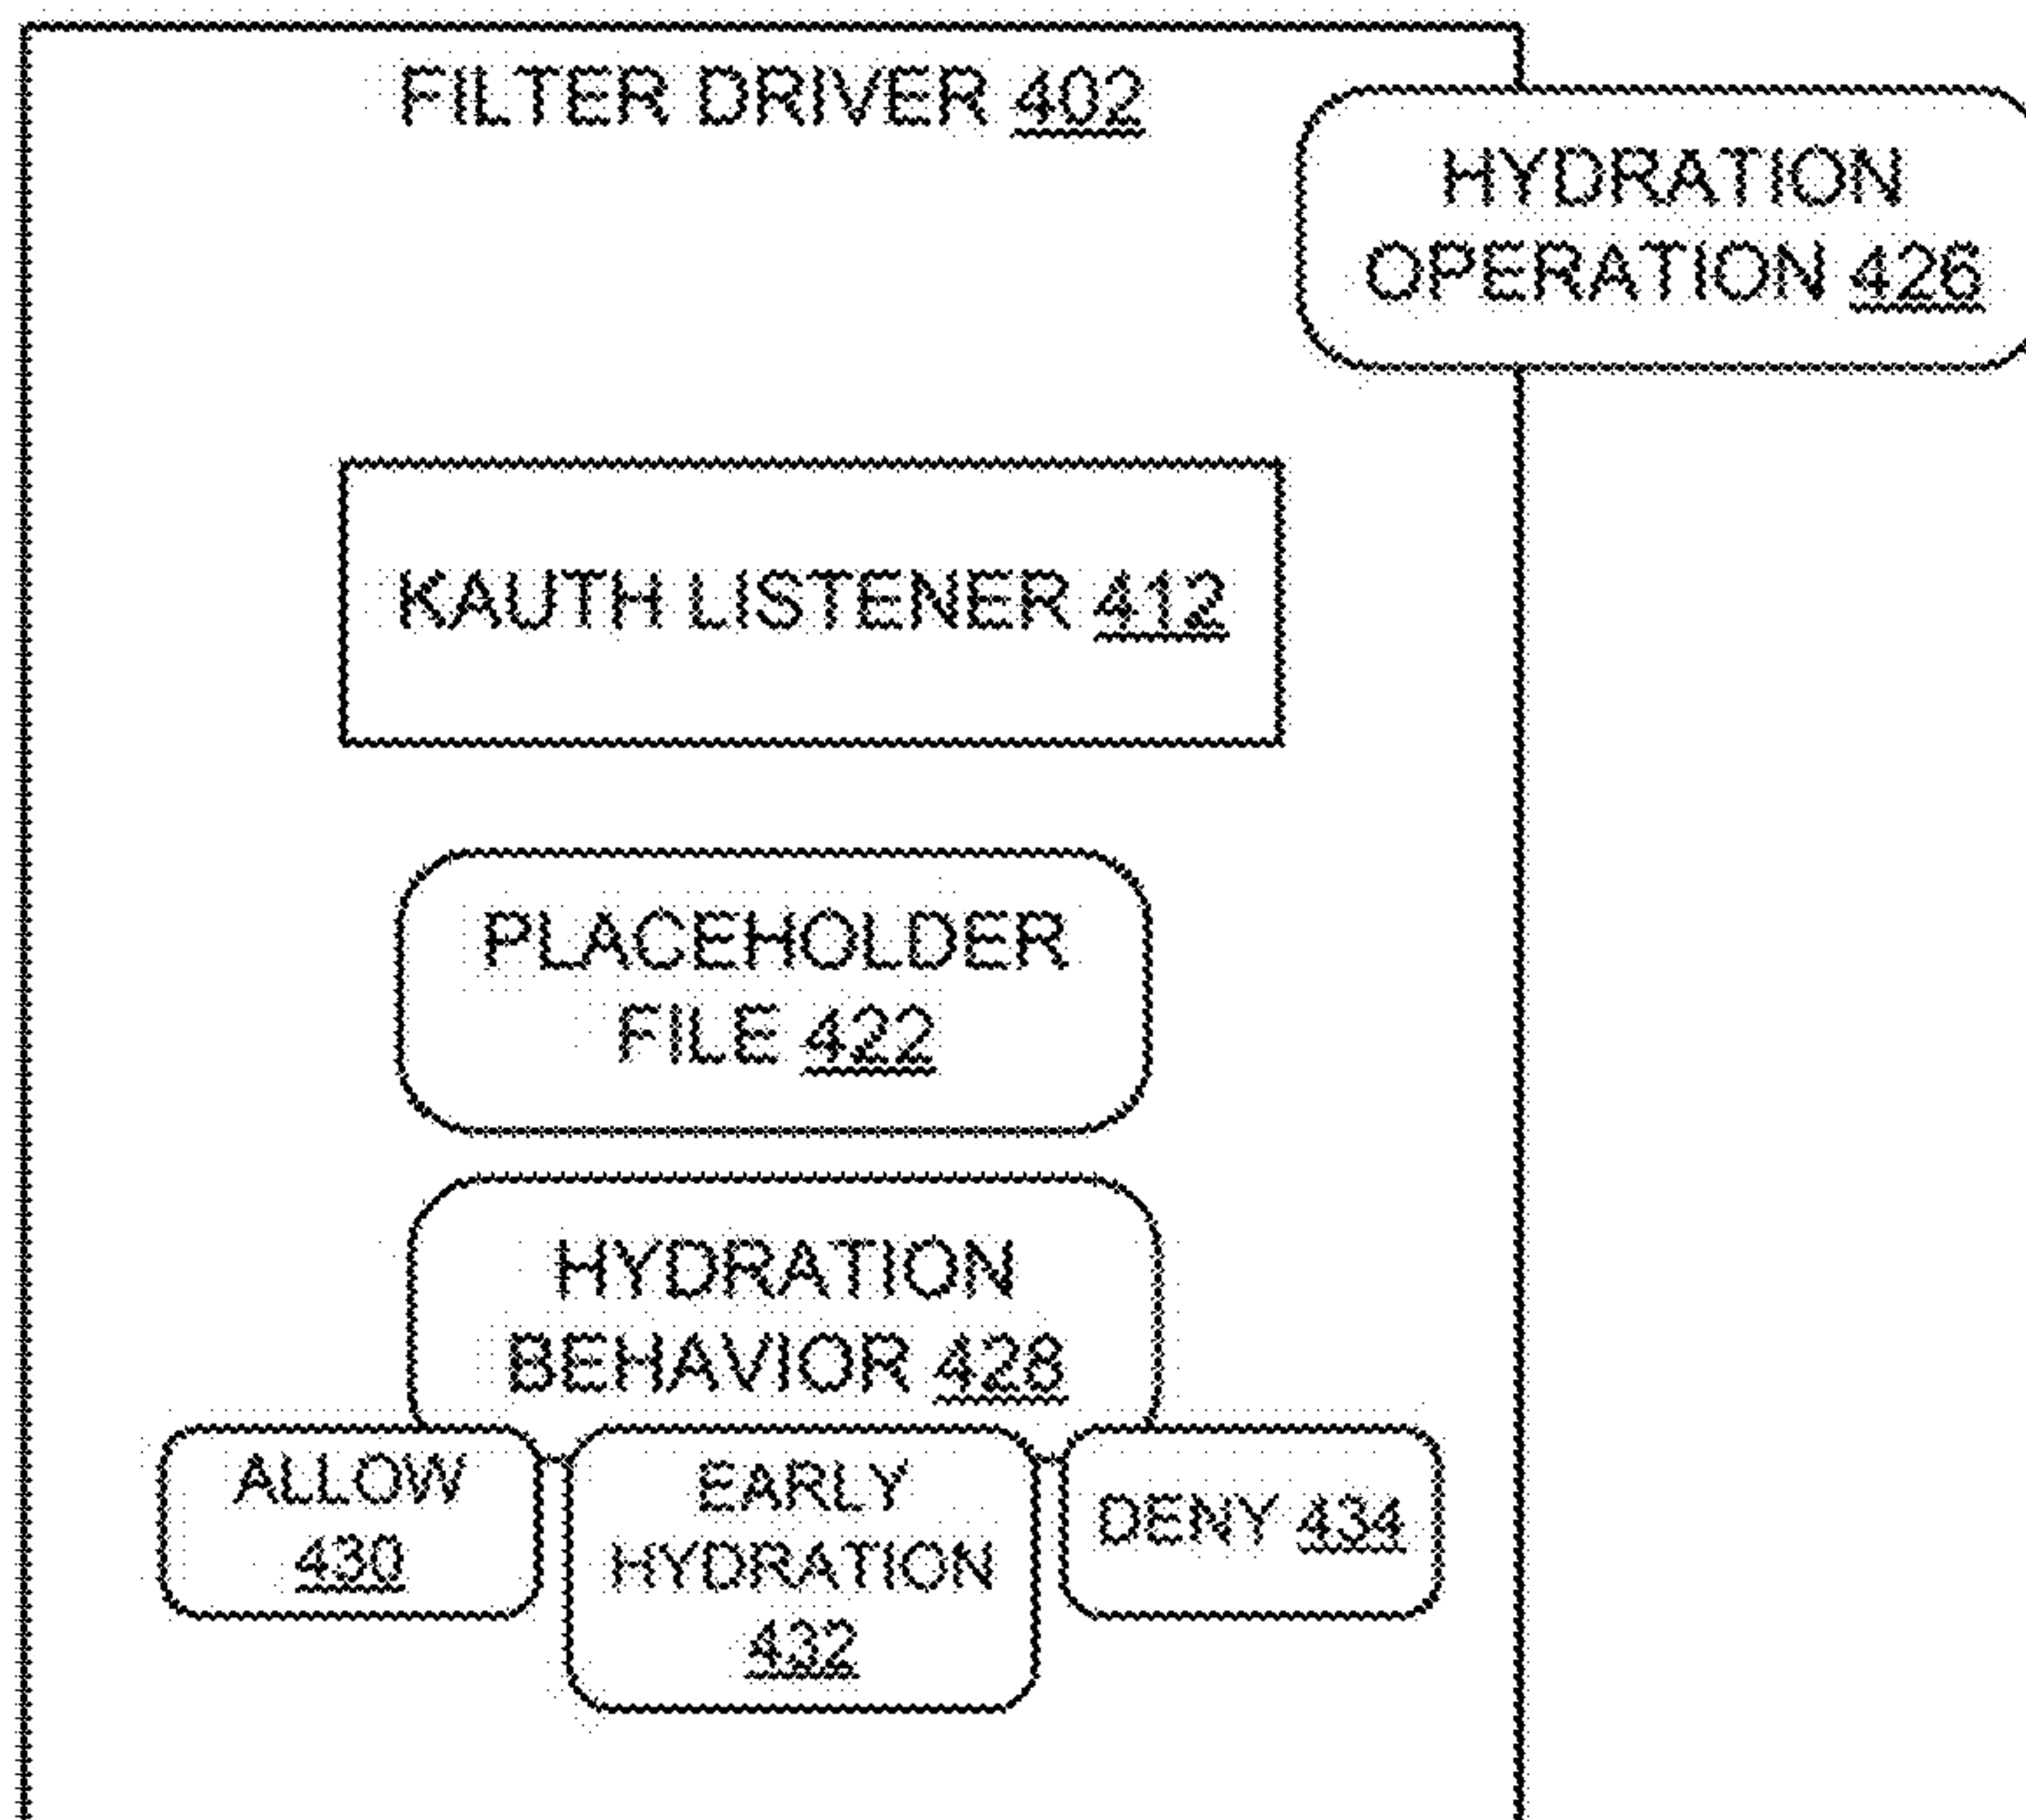 FILTER DRIVER 402
HYDRATION
OPERATION 426
KAUTH LISTENER 412
PLACEHOLDER
FILE 422
HYDRATION
BEHAVIOR 428
ALLOW
430
EARLY
HYDRATION
432
DENY 434